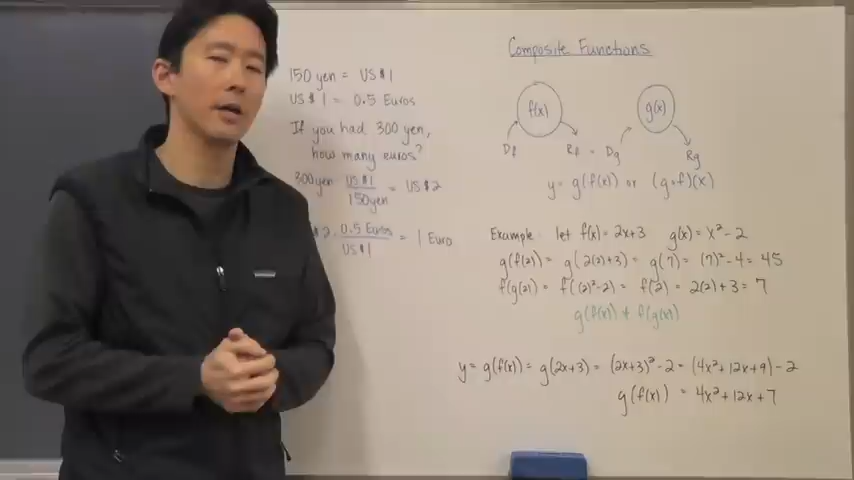 150 yen = US$1
US$1 = 0.5 Euros
If you had 300 yen,
how many euros?
300 yen · US$1 / 150 yen = US$2
$2 · 0.5 Euros / US$1 = 1 Euro
Composite Functions
f(x)
g(x)
Df Rf = Dg Rg
y = g(f(x)) or (g∘f)(x)
Example: let f(x) = 2x+3 g(x) = x² - 2
g(f(2)) = g(2(2)+3) = g(7) = (7)² - 4 = 45
f(g(2)) = f((2)²-2) = f(2) = 2(2)+3 = 7
g(f(x)) ≠ f(g(x))
y = g(f(x)) = g(2x+3) = (2x+3)² - 2 = (4x²+12x+9) - 2
g(f(x)) = 4x²+12x+7